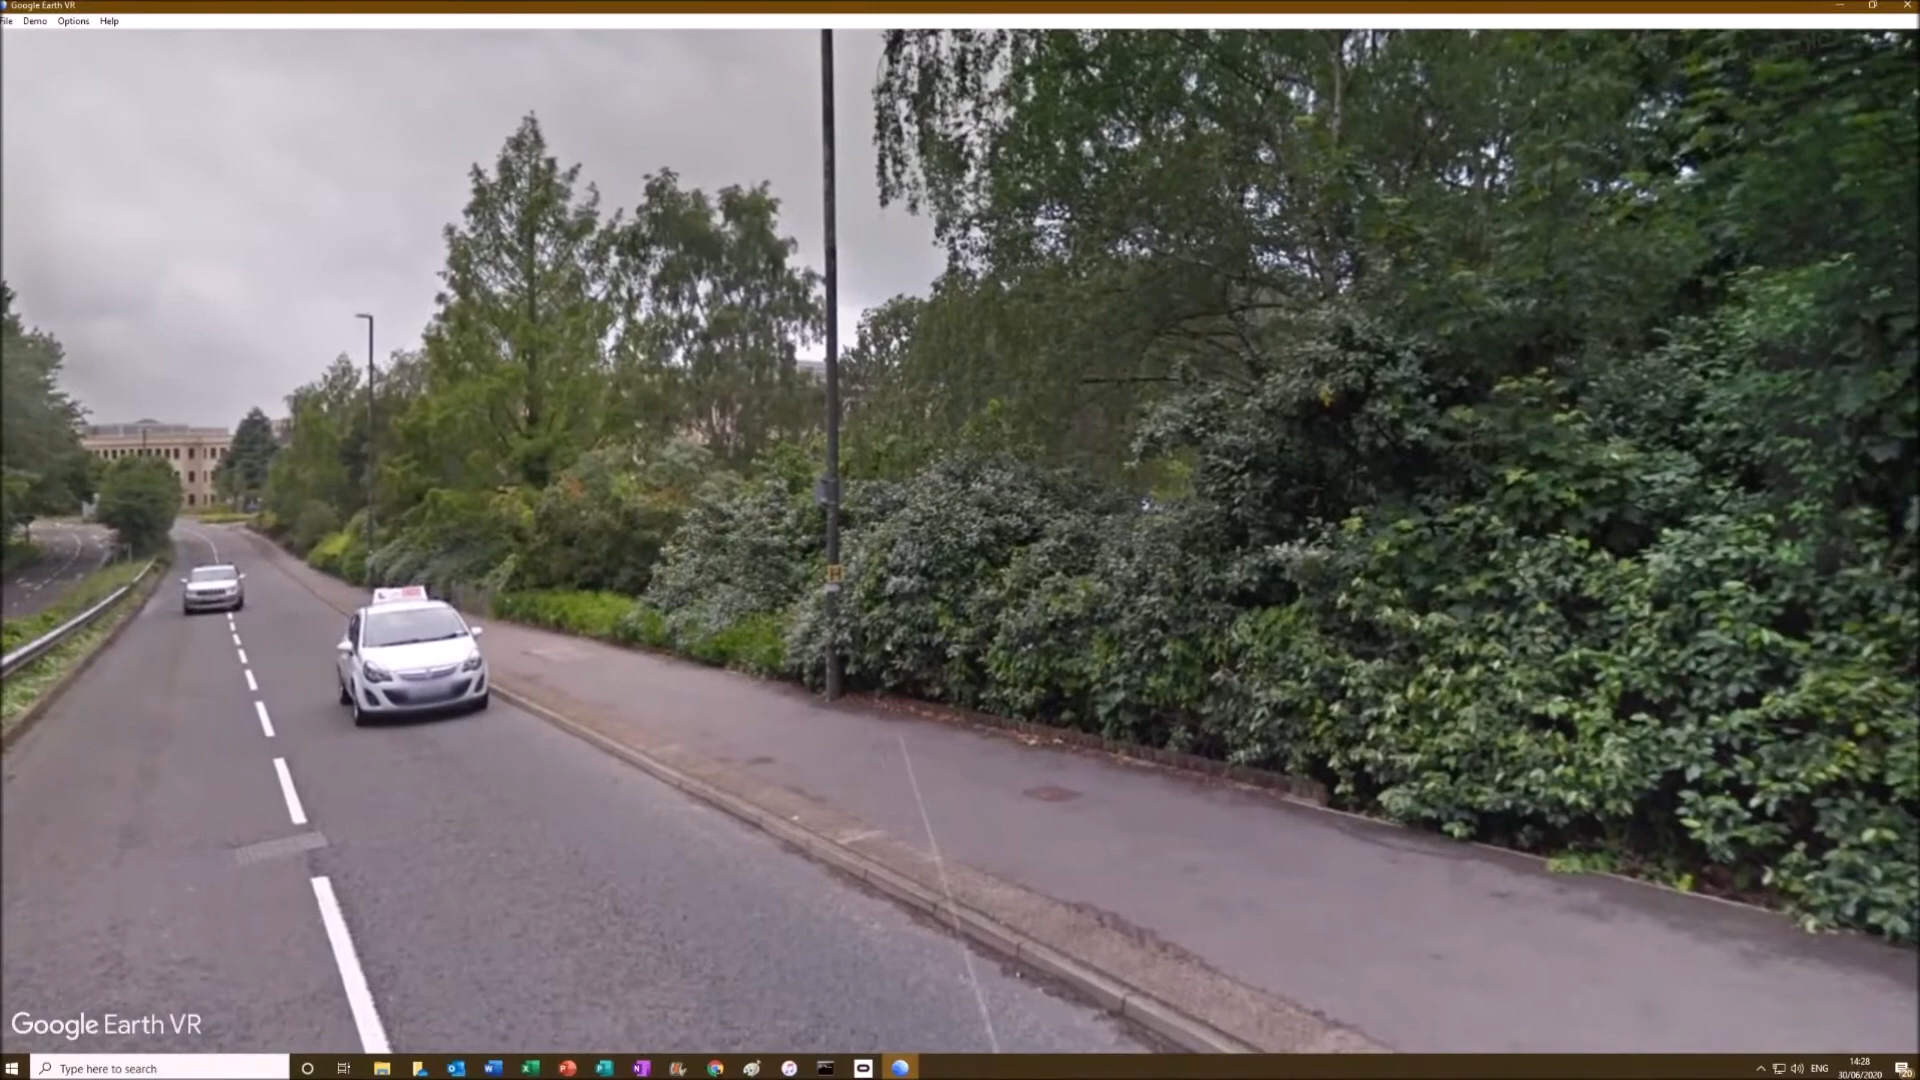 Google Earth VR
File Demo Options Help
H
Google Earth VR
Type here to search
ENG
14:28
30/06/2020
20